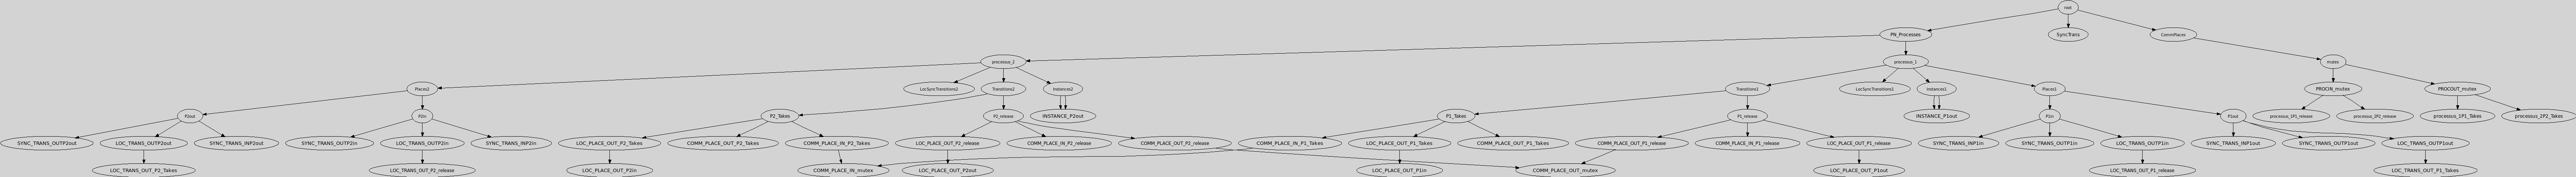 root
PN_Processes
SyncTrans
CommPlaces
processus_2
processus_1
mutex
Places2
LocSyncTransitions2
Transitions2
Instances2
Transitions1
LocSyncTransitions1
Instances1
Places1
PROCIN_mutex
PROCOUT_mutex
P2out
P2in
P2_Takes
P2_release
INSTANCE_P2out
P1_Takes
P1_release
INSTANCE_P1out
P1in
P1out
processus_1P1_release
processus_2P2_release
processus_1P1_Takes
processus_2P2_Takes
SYNC_TRANS_OUTP2out
LOC_TRANS_OUTP2out
SYNC_TRANS_INP2out
SYNC_TRANS_OUTP2in
LOC_TRANS_OUTP2in
SYNC_TRANS_INP2in
LOC_PLACE_OUT_P2_Takes
COMM_PLACE_OUT_P2_Takes
COMM_PLACE_IN_P2_Takes
LOC_PLACE_OUT_P2_release
COMM_PLACE_IN_P2_release
COMM_PLACE_OUT_P2_release
COMM_PLACE_IN_P1_Takes
LOC_PLACE_OUT_P1_Takes
COMM_PLACE_OUT_P1_Takes
COMM_PLACE_OUT_P1_release
COMM_PLACE_IN_P1_release
LOC_PLACE_OUT_P1_release
SYNC_TRANS_INP1in
SYNC_TRANS_OUTP1in
LOC_TRANS_OUTP1in
SYNC_TRANS_INP1out
SYNC_TRANS_OUTP1out
LOC_TRANS_OUTP1out
LOC_TRANS_OUT_P2_Takes
LOC_TRANS_OUT_P2_release
LOC_PLACE_OUT_P2in
COMM_PLACE_IN_mutex
LOC_PLACE_OUT_P2out
LOC_PLACE_OUT_P1in
COMM_PLACE_OUT_mutex
LOC_PLACE_OUT_P1out
LOC_TRANS_OUT_P1_release
LOC_TRANS_OUT_P1_Takes